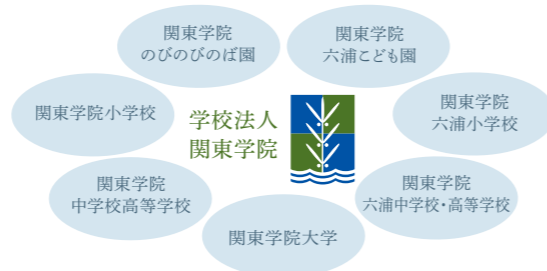 関東学院
のびのびのば園
関東学院
六浦こども園
関東学院小学校
学校法人
関東学院
関東学院
六浦小学校
関東学院
中学校高等学校
関東学院
六浦中学校・高等学校
関東学院大学